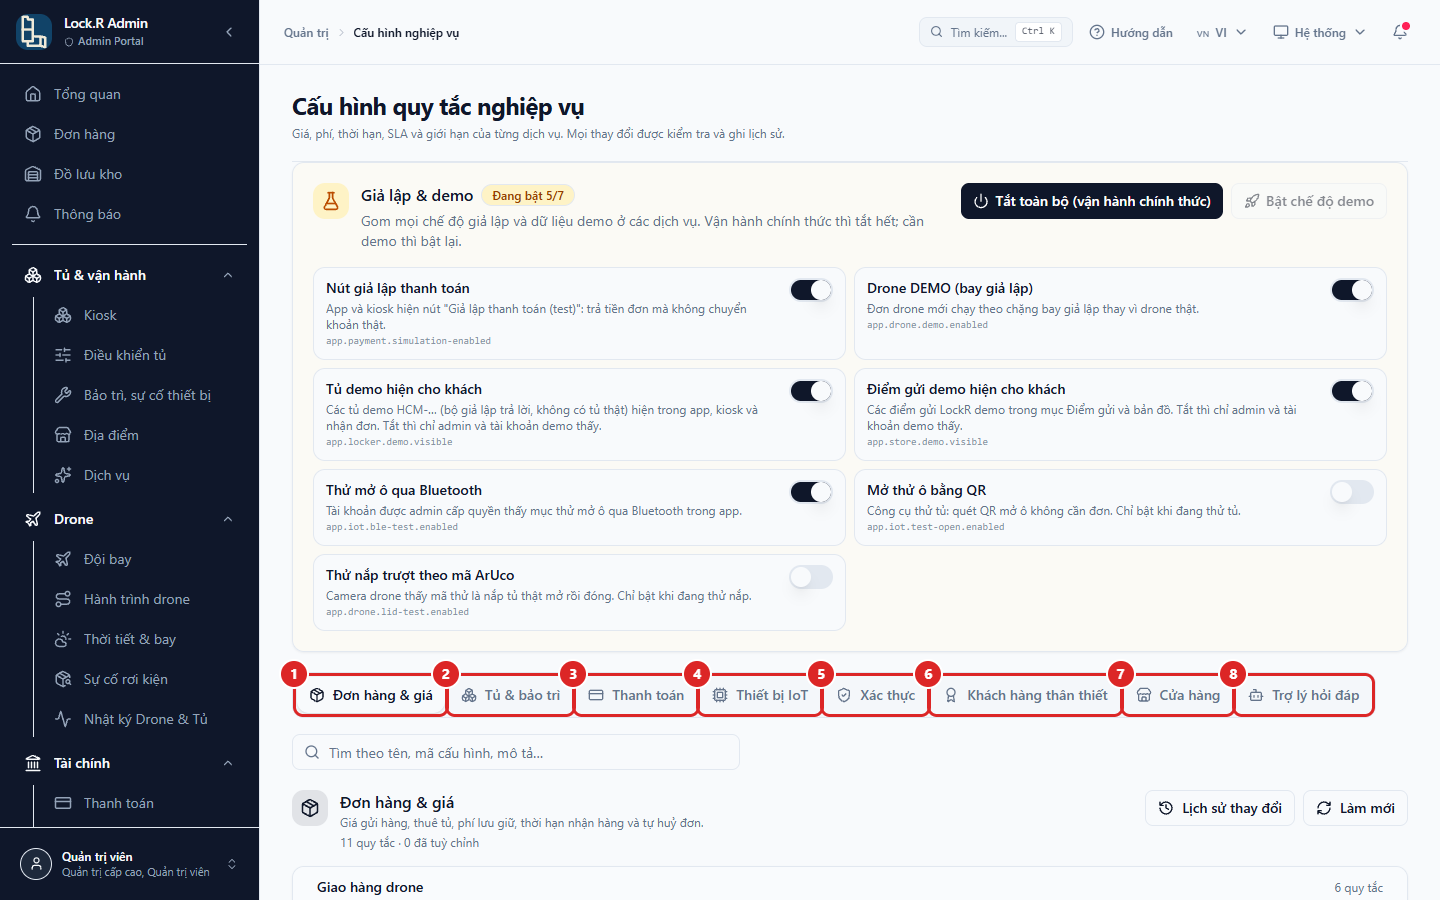 Lock.R Admin
Admin Portal
Tổng quan
Đơn hàng
Đồ lưu kho
Thông báo
Tủ & vận hành
Kiosk
Điều khiển tủ
Bảo trì, sự cố thiết bị
Địa điểm
Dịch vụ
Drone
Đội bay
Hành trình drone
Thời tiết & bay
Sự cố rơi kiện
Nhật ký Drone & Tủ
Tài chính
Thanh toán
Quản trị viên
Quản trị cấp cao, Quản trị viên
Quản trị
Cấu hình nghiệp vụ
Tìm kiếm... Ctrl K
Hướng dẫn
VN VI
Hệ thống
Cấu hình quy tắc nghiệp vụ
Giá, phí, thời hạn, SLA và giới hạn của từng dịch vụ. Mọi thay đổi được kiểm tra và ghi lịch sử.
Giả lập & demo Đang bật 5/7
Gom mọi chế độ giả lập và dữ liệu demo ở các dịch vụ. Vận hành chính thức thì tắt hết; cần
demo thì bật lại.
Tắt toàn bộ (vận hành chính thức)
Bật chế độ demo
Nút giả lập thanh toán
App và kiosk hiện nút "Giả lập thanh toán (test)": trả tiền đơn mà không chuyển
khoản thật.
app.payment.simulation-enabled
Drone DEMO (bay giả lập)
Đơn drone mới chạy theo chặng bay giả lập thay vì drone thật.
app.drone.demo.enabled
Tủ demo hiện cho khách
Các tủ demo HCM-... (bộ giả lập trả lời, không có tủ thật) hiện trong app, kiosk và
nhận đơn. Tắt thì chỉ admin và tài khoản demo thấy.
app.locker.demo.visible
Điểm gửi demo hiện cho khách
Các điểm gửi LockR demo trong mục Điểm gửi và bản đồ. Tắt thì chỉ admin và tài
khoản demo thấy.
app.store.demo.visible
Thử mở ô qua Bluetooth
Tài khoản được admin cấp quyền thấy mục thử mở ô qua Bluetooth trong app.
app.iot.ble-test.enabled
Mở thử ô bằng QR
Công cụ thử tủ: quét QR mở ô không cần đơn. Chỉ bật khi đang thử tủ.
app.iot.test-open.enabled
Thử nắp trượt theo mã ArUco
Camera drone thấy mã thử là nắp tủ thật mở rồi đóng. Chỉ bật khi đang thử nắp.
app.drone.lid-test.enabled
1 Đơn hàng & giá
2 Tủ & bảo trì
3 Thanh toán
4 Thiết bị IoT
5 Xác thực
6 Khách hàng thân thiết
7 Cửa hàng
8 Trợ lý hỏi đáp
Tìm theo tên, mã cấu hình, mô tả...
Đơn hàng & giá
Giá gửi hàng, thuê tủ, phí lưu giữ, thời hạn nhận hàng và tự huỷ đơn.
11 quy tắc · 0 đã tuỳ chỉnh
Lịch sử thay đổi
Làm mới
Giao hàng drone
6 quy tắc